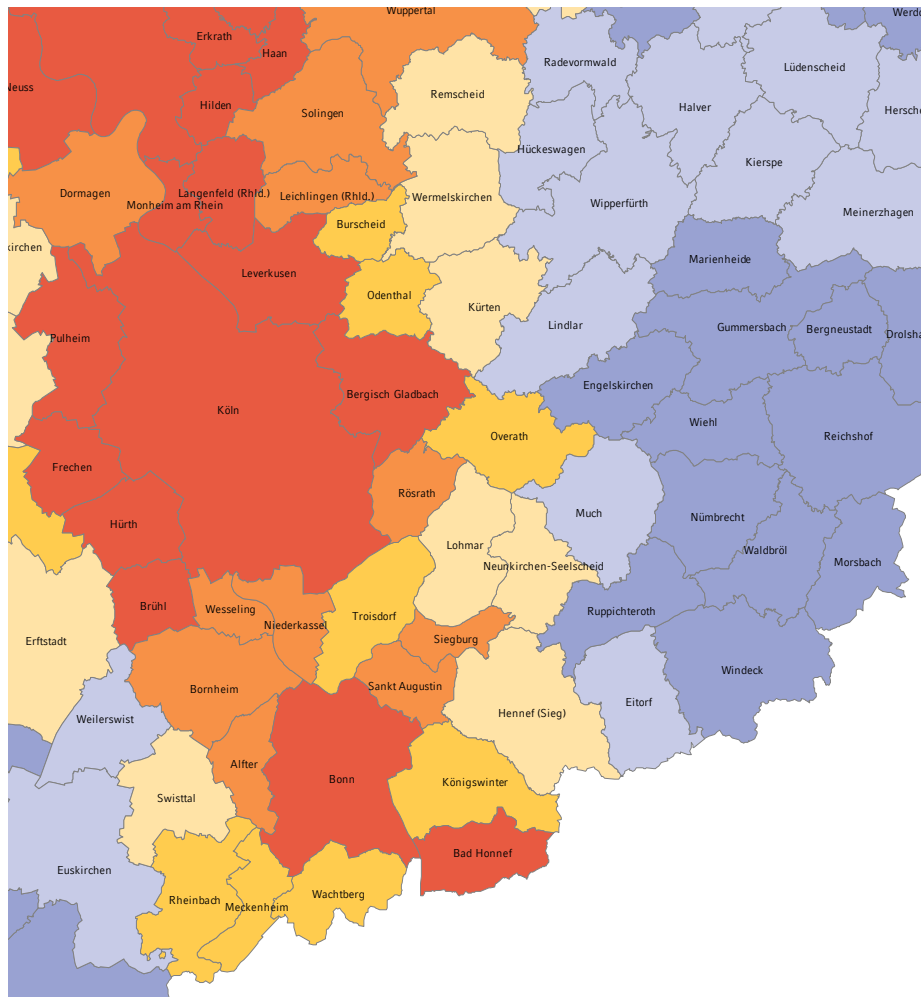 Wuppertal
Werdo
Erkrath
Haan
Radevormwald
Lüdenscheid
Neuss
Remscheid
Hilden
Halver
Solingen
Hersche
Hückeswagen
Kierspe
Dormagen
Langenfeld (Rhld.)
Leichlingen (Rhld.)
Wermelskirchen
Monheim am Rhein
Wipperfürth
Meinerzhagen
Burscheid
kirchen
Marienheide
Leverkusen
Odenthal
Kürten
Lindlar
Gummersbach
Bergneustadt
Drolsha
Pulheim
Engelskirchen
Bergisch Gladbach
Köln
Wiehl
Overath
Reichshof
Frechen
Rösrath
Much
Nümbrecht
Hürth
Lohmar
Waldbröl
Neunkirchen-Seelscheid
Morsbach
Brühl
Wesseling
Ruppichteroth
Troisdorf
Niederkassel
Siegburg
Erftstadt
Windeck
Sankt Augustin
Bornheim
Eitorf
Hennef (Sieg)
Weilerswist
Alfter
Bonn
Königswinter
Swisttal
Bad Honnef
Euskirchen
Wachtberg
Rheinbach
Meckenheim